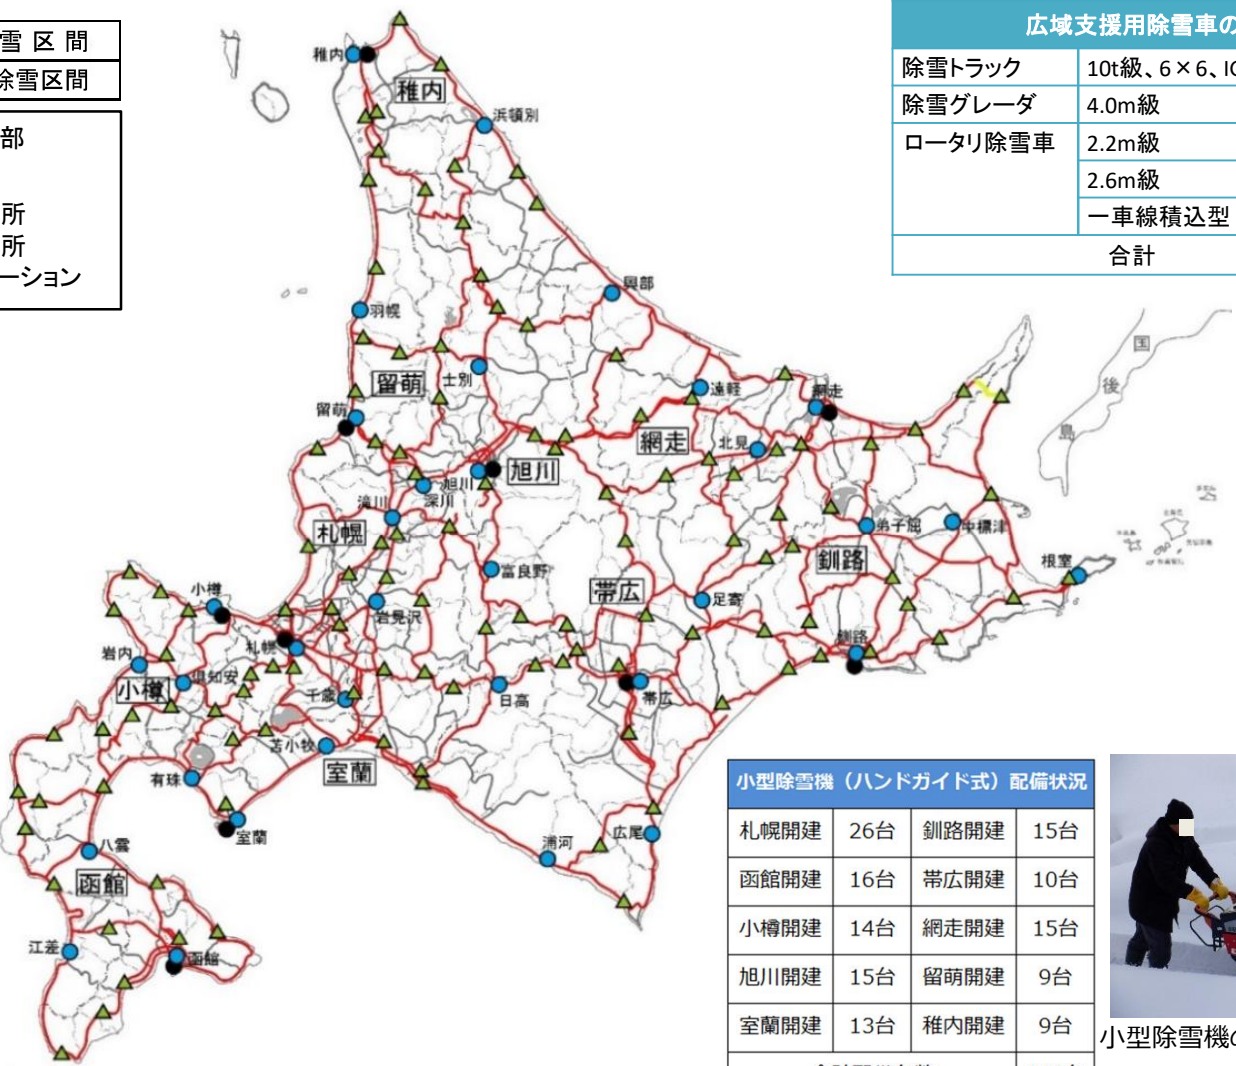 雪 区 間
除雪区間
部
所
所
ーション
広域支援用除雪車の
除雪トラック 10t級、6×6、
除雪グレーダ 4.0m級
ロータリ除雪車 2.2m級
2.6m級
一車線積込型
合計
稚内
稚内
浜頓別
興部
羽幌
士別
留萌
留萌
遠軽
網走
網走
北見
旭川
旭川
深川
滝川
札幌
弟子屈
中標津
釧路
根室
富良野
帯広
足寄
岩見沢
小樽
札幌
釧路
岩内
倶知安
小樽
千歳
日高
帯広
苫小牧
室蘭
有珠
室蘭
浦河
広尾
八雲
函館
江差
函館
国
後
島
小型除雪機（ハンドガイド式）配備状況
札幌開建 26台 釧路開建 15台
函館開建 16台 帯広開建 10台
小樽開建 14台 網走開建 15台
旭川開建 15台 留萌開建 9台
室蘭開建 13台 稚内開建 9台
小型除雪機の